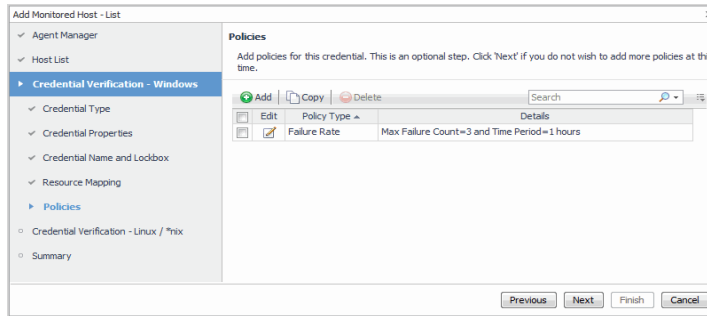 Add Monitored Host - List
Agent Manager
Host List
Credential Verification - Windows
Credential Type
Credential Properties
Credential Name and Lockbox
Resource Mapping
Policies
Credential Verification - Linux / *nix
Summary
Policies
Add policies for this credential. This is an optional step. Click 'Next' if you do not wish to add more policies at thi
time.
Add Copy Delete Search
Edit Policy Type Details
Failure Rate Max Failure Count=3 and Time Period=1 hours
Previous Next Finish Cancel